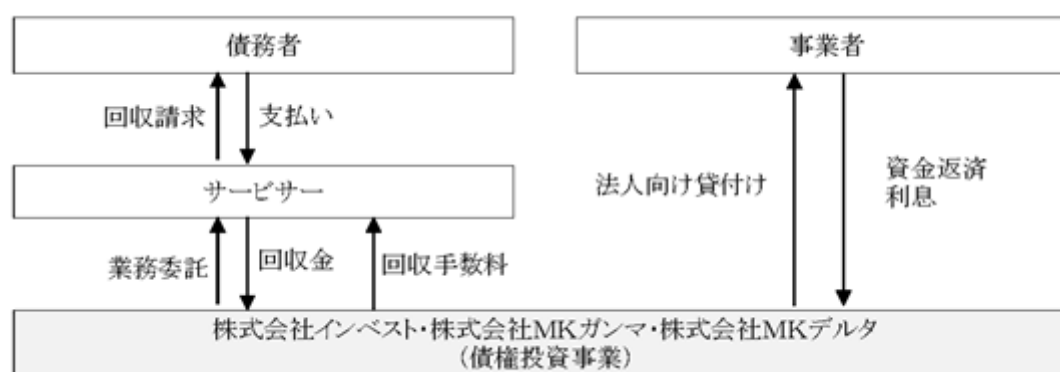 債務者
事業者
回収請求
支払い
サービサー
法人向け貸付け
資金返済
利息
業務委託
回収金
回収手数料
株式会社インベスト・株式会社MKガンマ・株式会社MKデルタ
（債権投資事業）